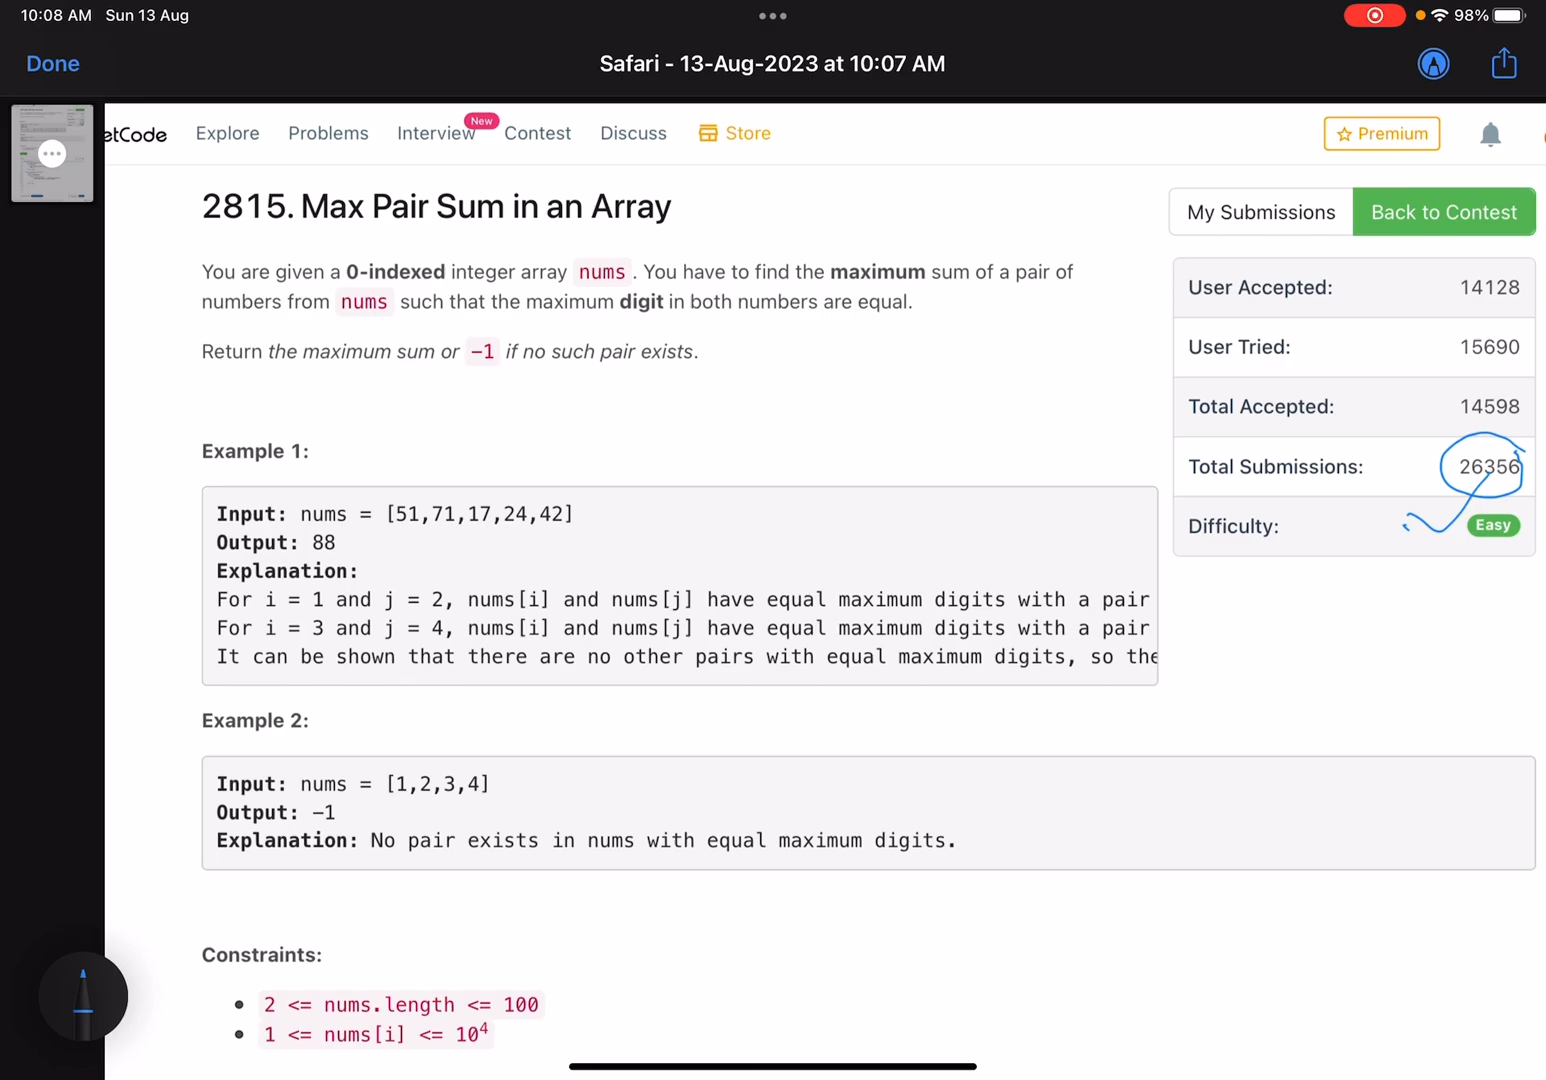 10:08 AM Sun 13 Aug
98%
Done
Safari - 13-Aug-2023 at 10:07 AM
etCode Explore Problems Interview New Contest Discuss Store
Premium
2815. Max Pair Sum in an Array
My Submissions Back to Contest
You are given a 0-indexed integer array nums . You have to find the maximum sum of a pair of
numbers from nums such that the maximum digit in both numbers are equal.
Return the maximum sum or -1 if no such pair exists.
User Accepted: 14128
User Tried: 15690
Total Accepted: 14598
Total Submissions: 26356
Difficulty: Easy
Example 1:
Input: nums = [51,71,17,24,42]
Output: 88
Explanation:
For i = 1 and j = 2, nums[i] and nums[j] have equal maximum digits with a pair
For i = 3 and j = 4, nums[i] and nums[j] have equal maximum digits with a pair
It can be shown that there are no other pairs with equal maximum digits, so the
Example 2:
Input: nums = [1,2,3,4]
Output: -1
Explanation: No pair exists in nums with equal maximum digits.
Constraints:
2 <= nums.length <= 100
1 <= nums[i] <= 10⁴